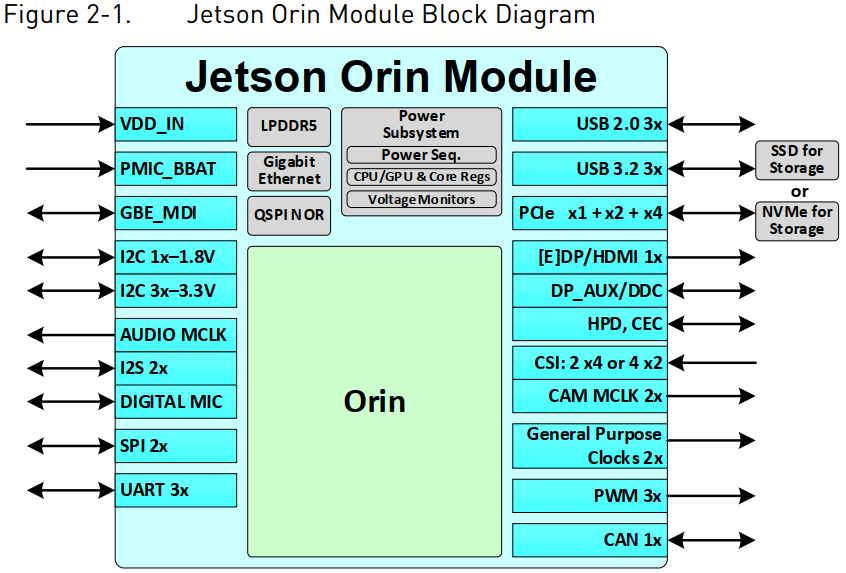 Figure 2-1. Jetson Orin Module Block Diagram
Jetson Orin Module
VDD_IN
PMIC_BBAT
GBE_MDI
I2C 1x–1.8V
I2C 3x–3.3V
AUDIO MCLK
I2S 2x
DIGITAL MIC
SPI 2x
UART 3x
LPDDR5
Gigabit
Ethernet
QSPI NOR
Power
Subsystem
Power Seq.
CPU/GPU & Core Regs
Voltage Monitors
Orin
USB 2.0 3x
USB 3.2 3x
PCIe x1 + x2 + x4
[E]DP/HDMI 1x
DP_AUX/DDC
HPD, CEC
CSI: 2 x4 or 4 x2
CAM MCLK 2x
General Purpose
Clocks 2x
PWM 3x
CAN 1x
SSD for
Storage
or
NVMe for
Storage